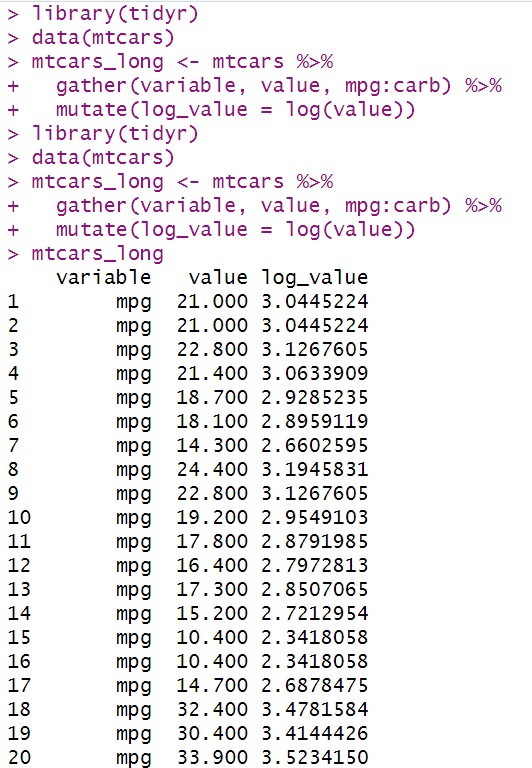 > library(tidyr)
> data(mtcars)
> mtcars_long <- mtcars %>%
+   gather(variable, value, mpg:carb) %>%
+   mutate(log_value = log(value))
> library(tidyr)
> data(mtcars)
> mtcars_long <- mtcars %>%
+   gather(variable, value, mpg:carb) %>%
+   mutate(log_value = log(value))
> mtcars_long
    variable   value log_value
1        mpg  21.000 3.0445224
2        mpg  21.000 3.0445224
3        mpg  22.800 3.1267605
4        mpg  21.400 3.0633909
5        mpg  18.700 2.9285235
6        mpg  18.100 2.8959119
7        mpg  14.300 2.6602595
8        mpg  24.400 3.1945831
9        mpg  22.800 3.1267605
10       mpg  19.200 2.9549103
11       mpg  17.800 2.8791985
12       mpg  16.400 2.7972813
13       mpg  17.300 2.8507065
14       mpg  15.200 2.7212954
15       mpg  10.400 2.3418058
16       mpg  10.400 2.3418058
17       mpg  14.700 2.6878475
18       mpg  32.400 3.4781584
19       mpg  30.400 3.4144426
20       mpg  33.900 3.5234150